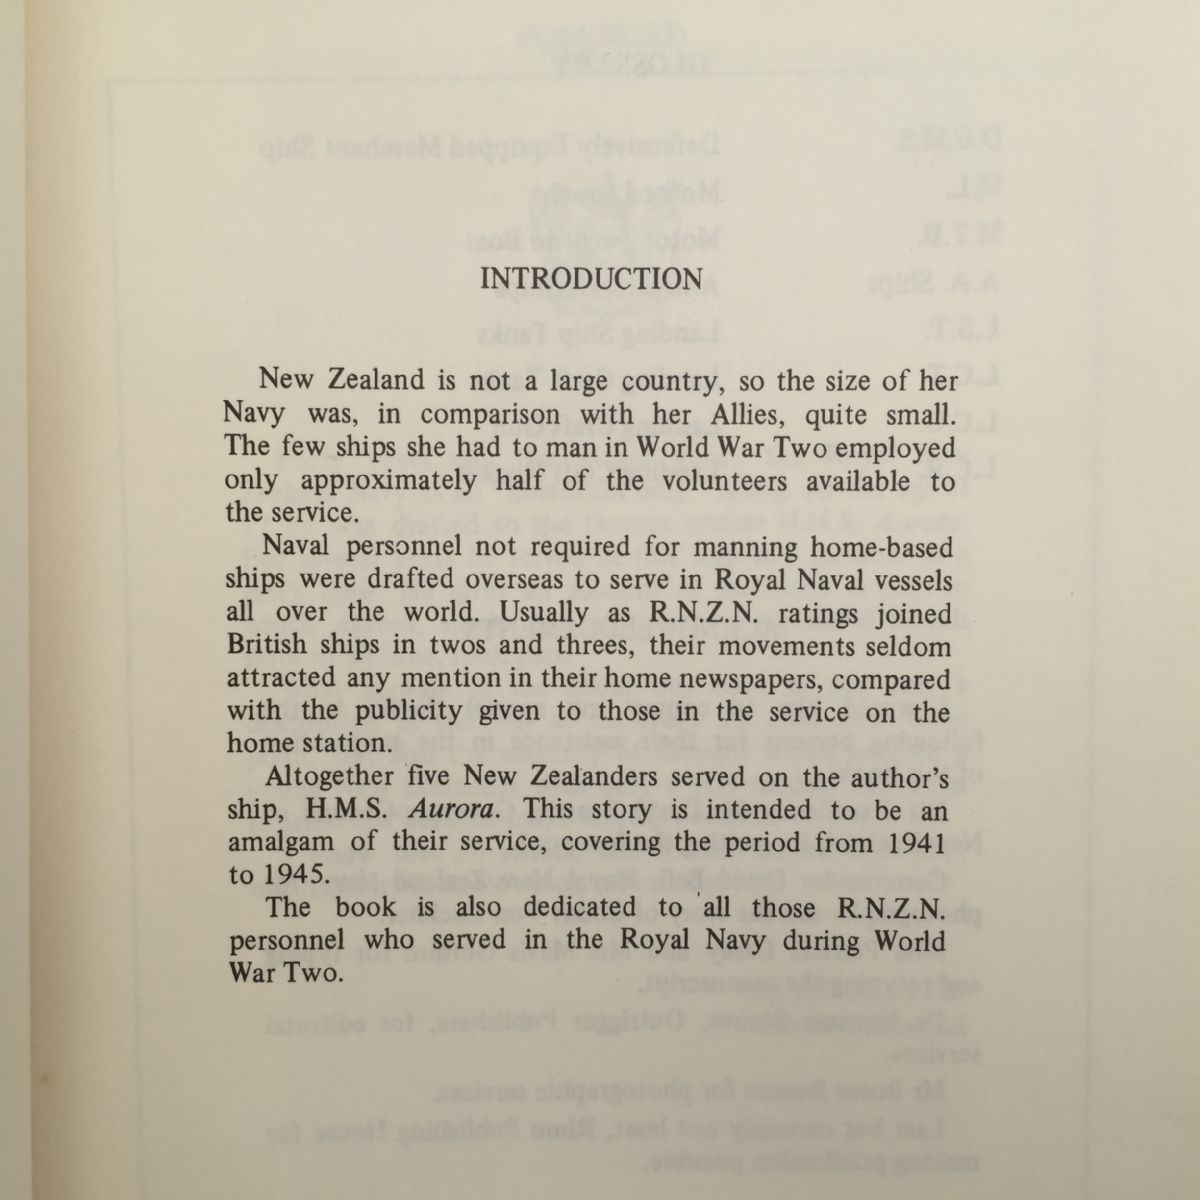 INTRODUCTION
New Zealand is not a large country, so the size of her
Navy was, in comparison with her Allies, quite small.
The few ships she had to man in World War Two employed
only approximately half of the volunteers available to
the service.
Naval personnel not required for manning home-based
ships were drafted overseas to serve in Royal Naval vessels
all over the world. Usually as R.N.Z.N. ratings joined
British ships in twos and threes, their movements seldom
attracted any mention in their home newspapers, compared
with the publicity given to those in the service on the
home station.
Altogether five New Zealanders served on the author's
ship, H.M.S. Aurora. This story is intended to be an
amalgam of their service, covering the period from 1941
to 1945.
The book is also dedicated to all those R.N.Z.N.
personnel who served in the Royal Navy during World
War Two.